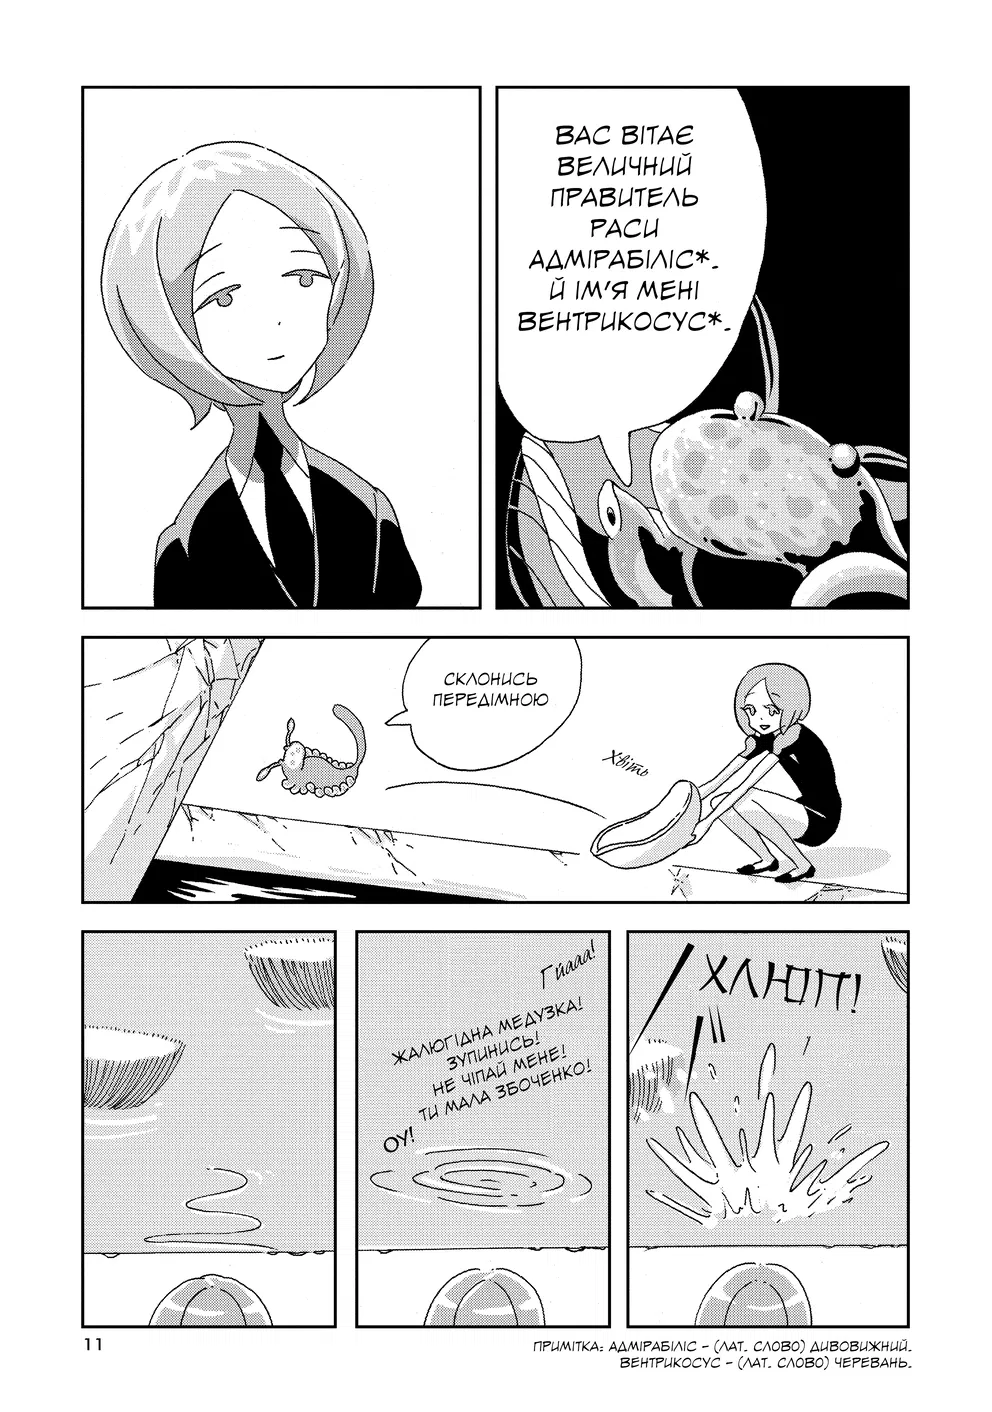 ВАС ВІТАЄ
ВЕЛИЧНИЙ
ПРАВИТЕЛЬ
РАСИ
АДМІРАБІЛІС*.
Й ІМ'Я МЕНІ
ВЕНТРИКОСУС*.
СКЛОНИСЬ
ПЕРЕДІМНОЮ
Хвіть
Гйааа!
ЖАЛЮГІДНА МЕДУЗКА!
ЗУПИНИСЬ!
НЕ ЧІПАЙ МЕНЕ!
ТИ МАЛА ЗБОЧЕНКО!
ОУ!
ХЛЮП!
11
ПРИМІТКА: АДМІРАБІЛІС - (ЛАТ. СЛОВО) ДИВОВИЖНИЙ.
ВЕНТРИКОСУС - (ЛАТ. СЛОВО) ЧЕРЕВАНЬ.